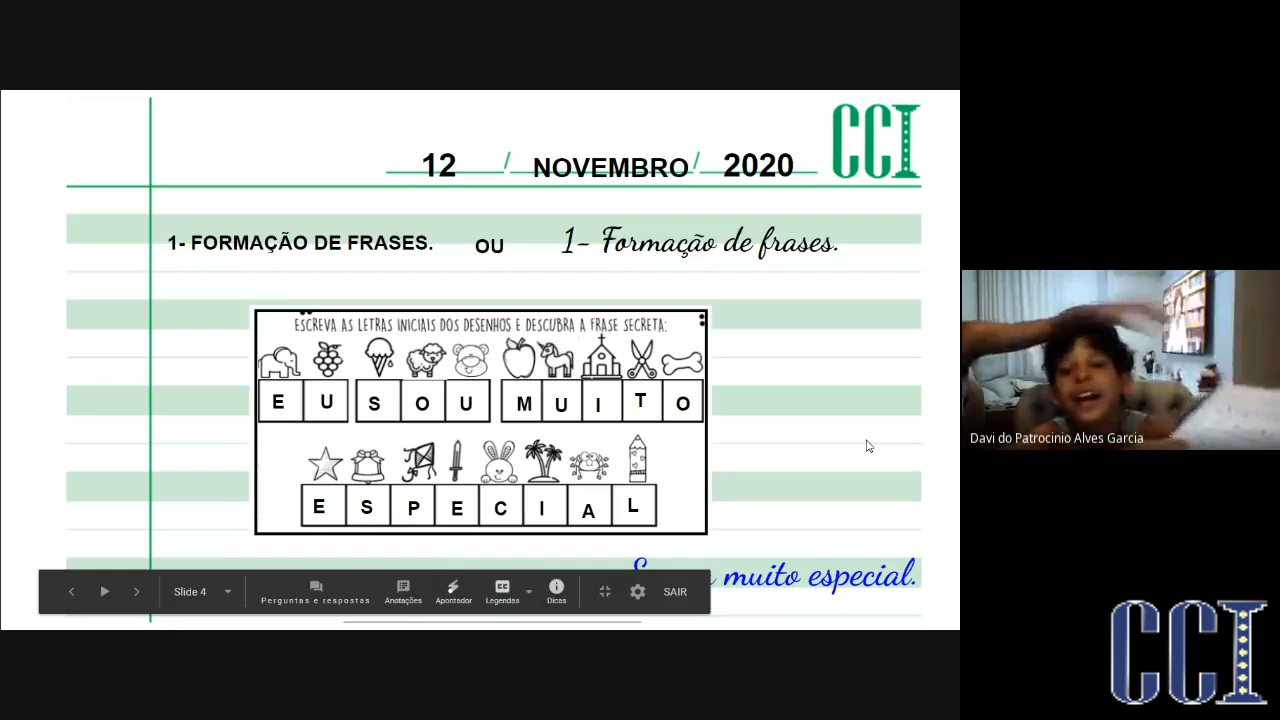 12 / NOVEMBRO / 2020 CCI
1- FORMAÇÃO DE FRASES. OU 1- Formação de frases.
ESCREVA AS LETRAS INICIAIS DOS DESENHOS E DESCUBRA A FRASE SECRETA:
E U S O U M U I T O
E S P E C I A L
muito especial.
Slide 4 Perguntas e respostas Anotações Apontador Legendas Dicas SAIR
Davi do Patrocinio Alves Garcia
CCI